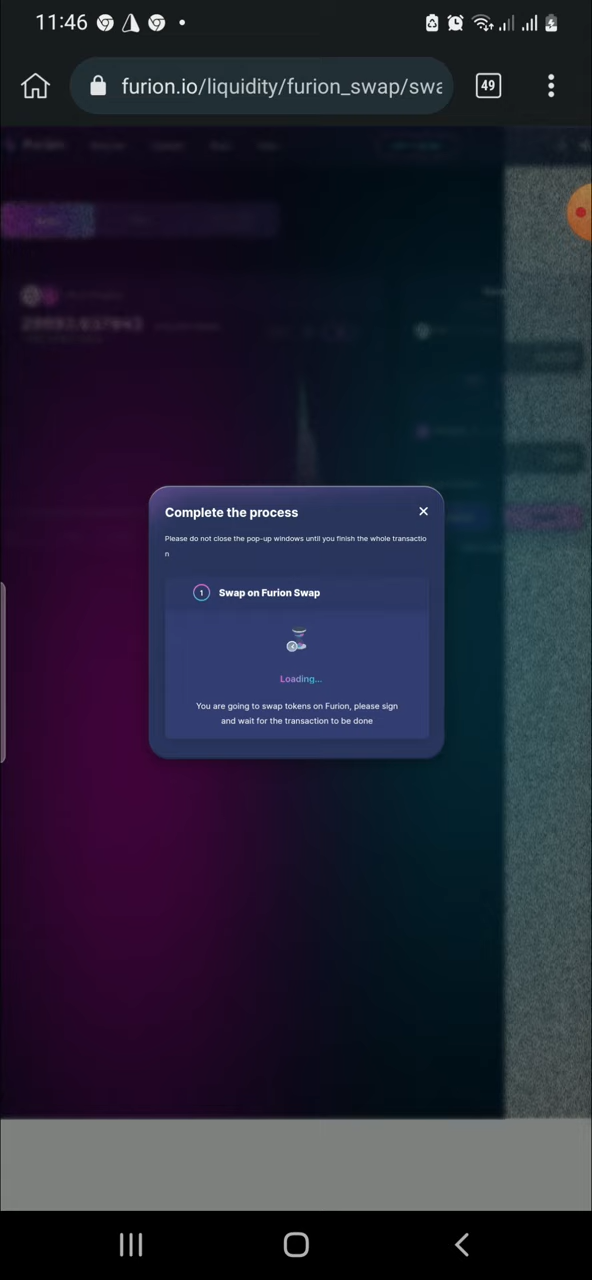 11:46
furion.io/liquidity/furion_swap/swa
49
Complete the process
Please do not close the pop-up windows until you finish the whole transactio
n
1 Swap on Furion Swap
Loading...
You are going to swap tokens on Furion, please sign
and wait for the transaction to be done